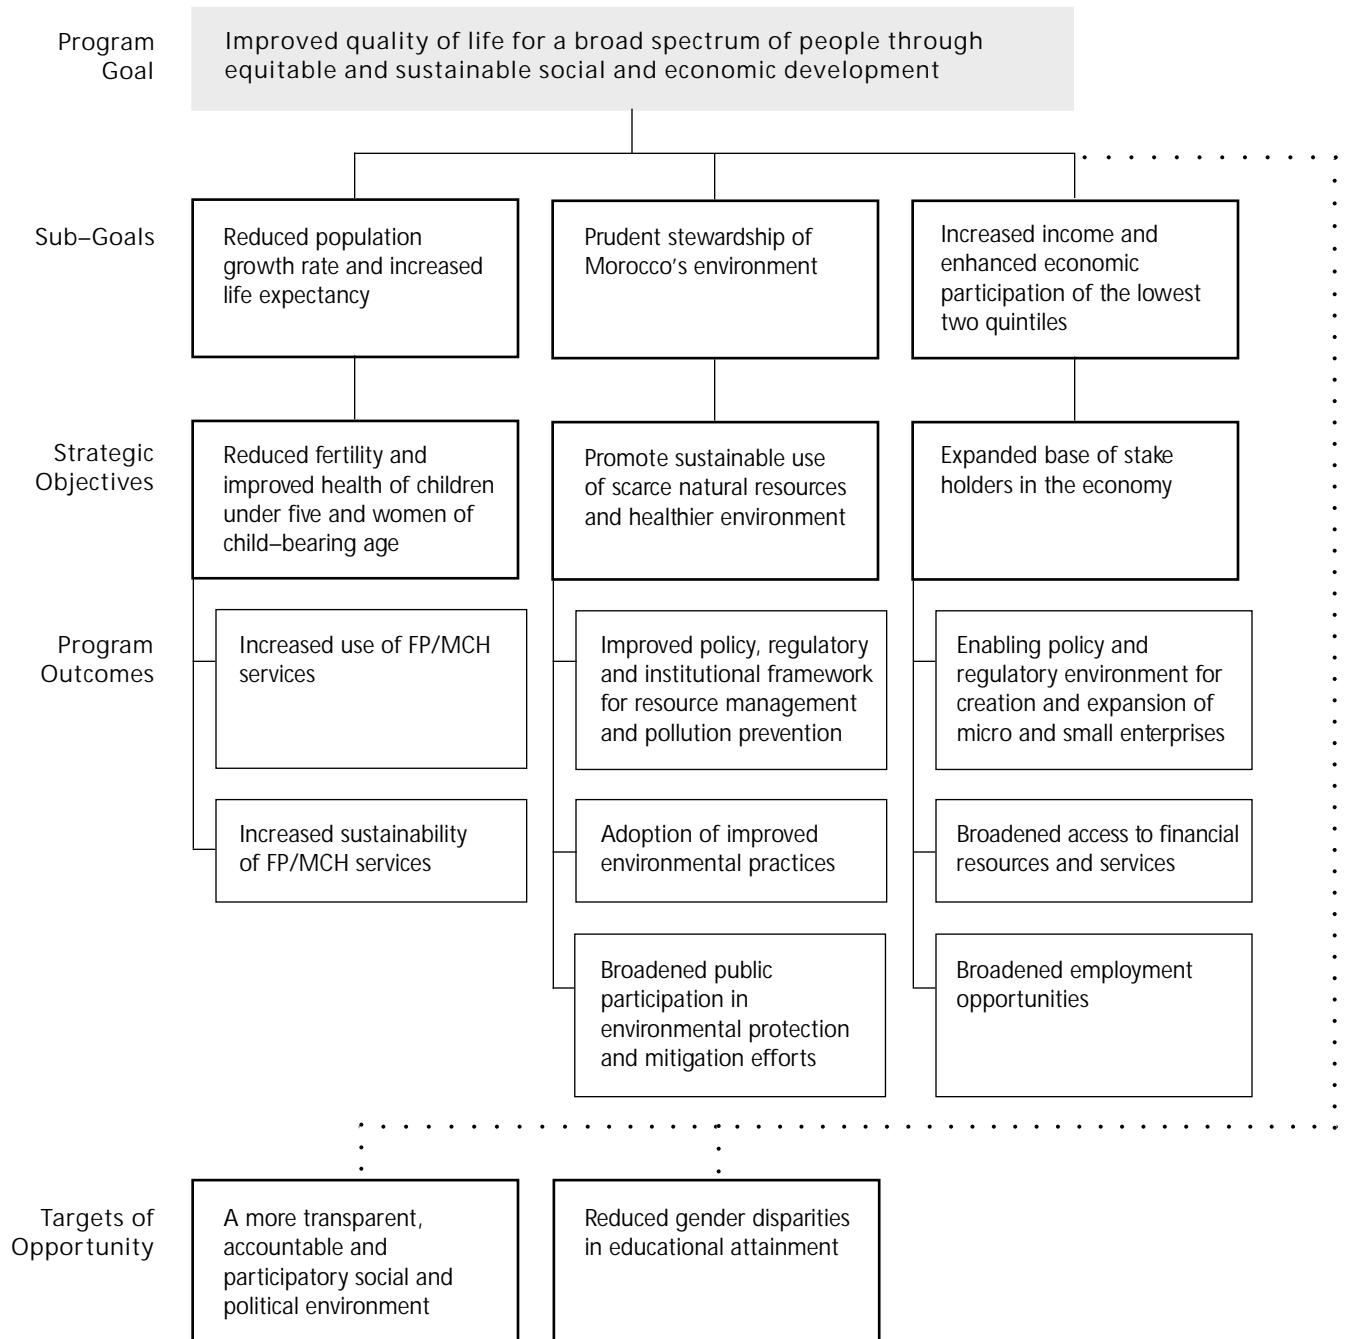 Program
Goal
Improved quality of life for a broad spectrum of people through
equitable and sustainable social and economic development
Sub–Goals
Reduced population
growth rate and increased
life expectancy
Prudent stewardship of
Morocco's environment
Increased income and
enhanced economic
participation of the lowest
two quintiles
Strategic
Objectives
Reduced fertility and
improved health of children
under five and women of
child–bearing age
Promote sustainable use
of scarce natural resources
and healthier environment
Expanded base of stake
holders in the economy
Program
Outcomes
Increased use of FP/MCH
services
Improved policy, regulatory
and institutional framework
for resource management
and pollution prevention
Enabling policy and
regulatory environment for
creation and expansion of
micro and small enterprises
Increased sustainability
of FP/MCH services
Adoption of improved
environmental practices
Broadened access to financial
resources and services
Broadened public
participation in
environmental protection
and mitigation efforts
Broadened employment
opportunities
Targets of
Opportunity
A more transparent,
accountable and
participatory social and
political environment
Reduced gender disparities
in educational attainment